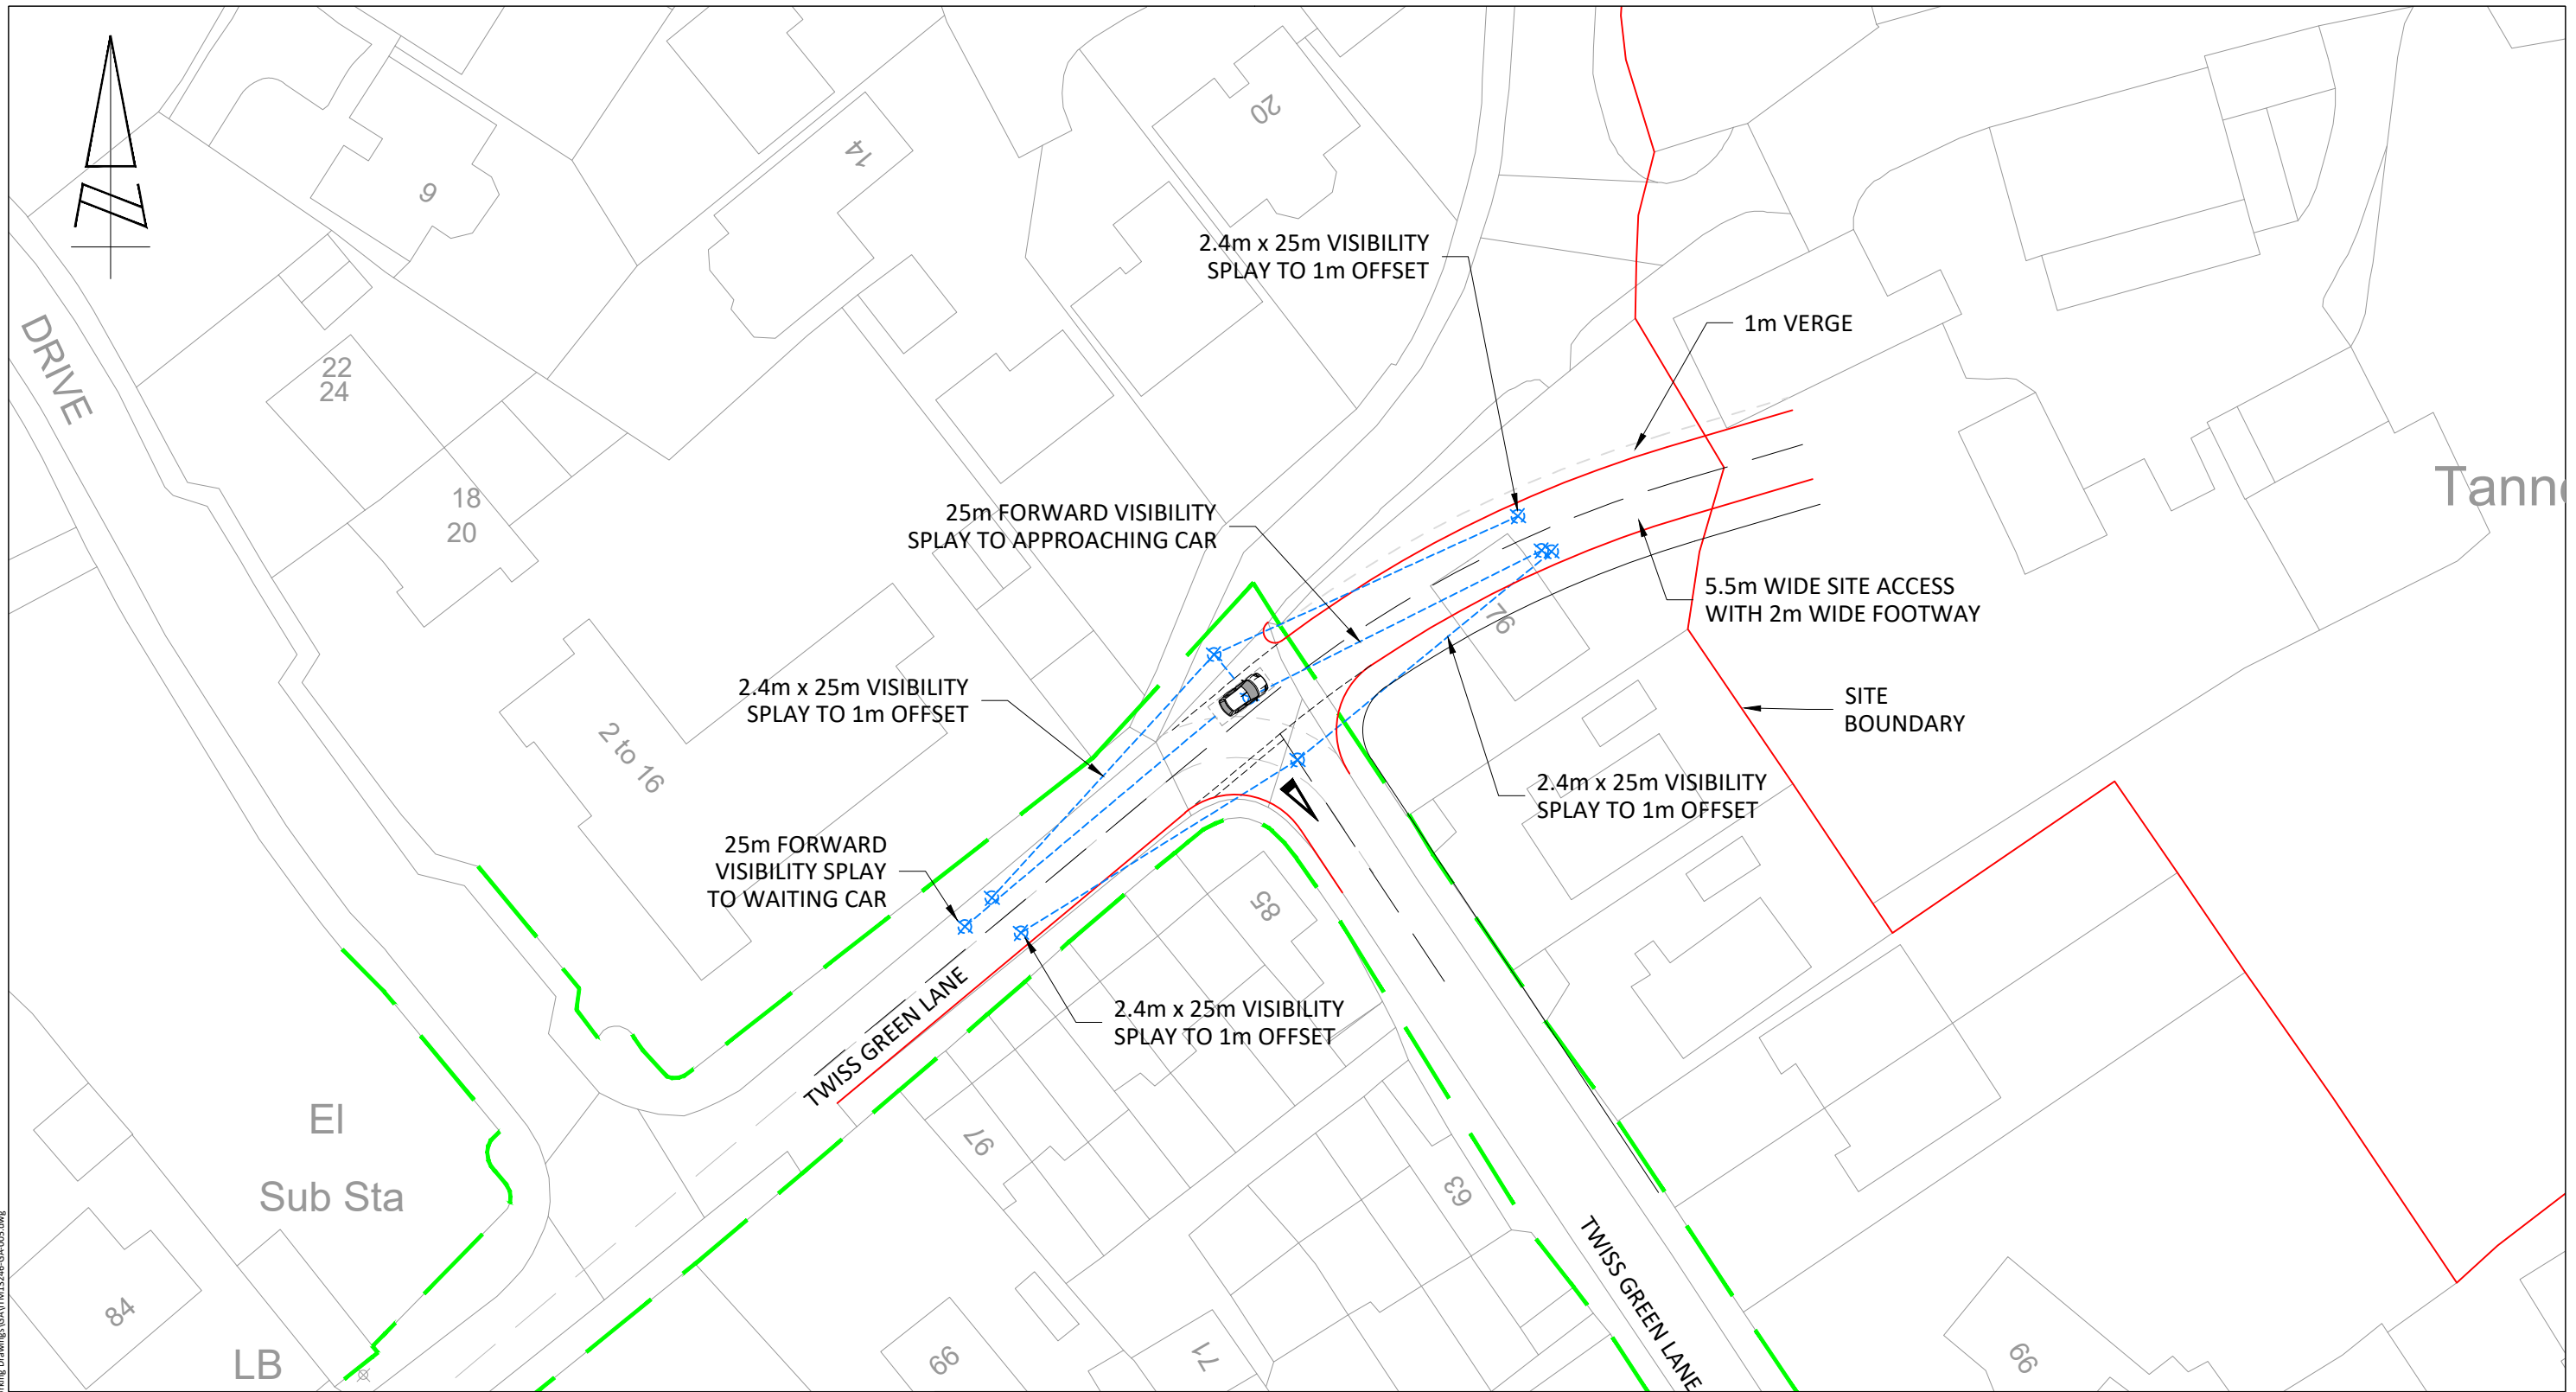 N
DRIVE
6
14
20
22
24
18
20
2 to 16
2.4m x 25m VISIBILITY
SPLAY TO 1m OFFSET
1m VERGE
25m FORWARD VISIBILITY
SPLAY TO APPROACHING CAR
Tann
76
5.5m WIDE SITE ACCESS
WITH 2m WIDE FOOTWAY
2.4m x 25m VISIBILITY
SPLAY TO 1m OFFSET
SITE
BOUNDARY
2.4m x 25m VISIBILITY
SPLAY TO 1m OFFSET
25m FORWARD
VISIBILITY SPLAY
TO WAITING CAR
85
2.4m x 25m VISIBILITY
SPLAY TO 1m OFFSET
TWISS GREEN LANE
97
El
Sub Sta
63
TWISS GREEN LANE
84
LB
99
71
66